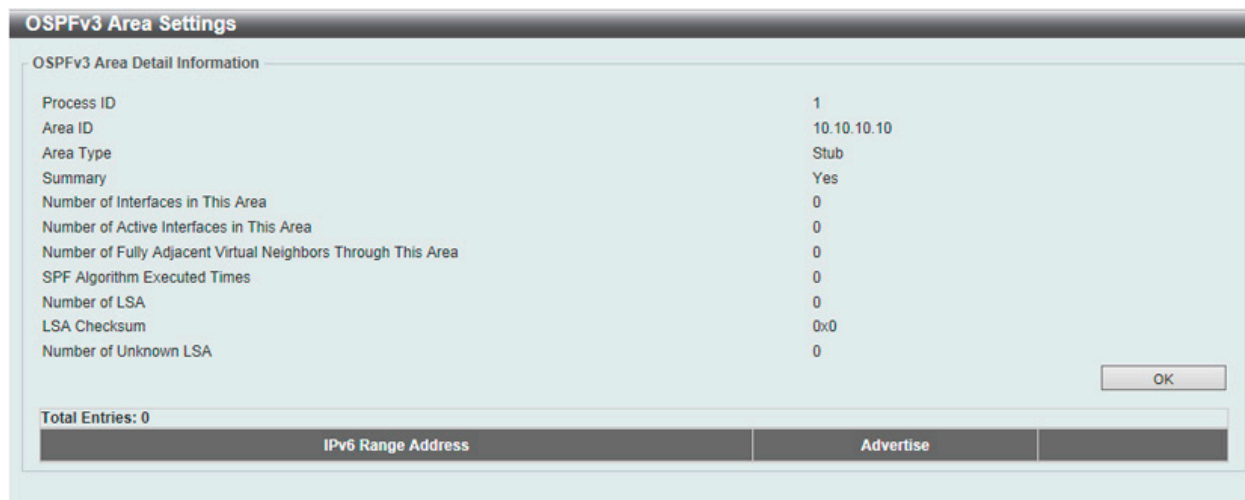 OSPFv3 Area Settings
OSPFv3 Area Detail Information
Process ID 1
Area ID 10.10.10.10
Area Type Stub
Summary Yes
Number of Interfaces in This Area 0
Number of Active Interfaces in This Area 0
Number of Fully Adjacent Virtual Neighbors Through This Area 0
SPF Algorithm Executed Times 0
Number of LSA 0
LSA Checksum 0x0
Number of Unknown LSA 0
OK
Total Entries: 0
IPv6 Range Address Advertise